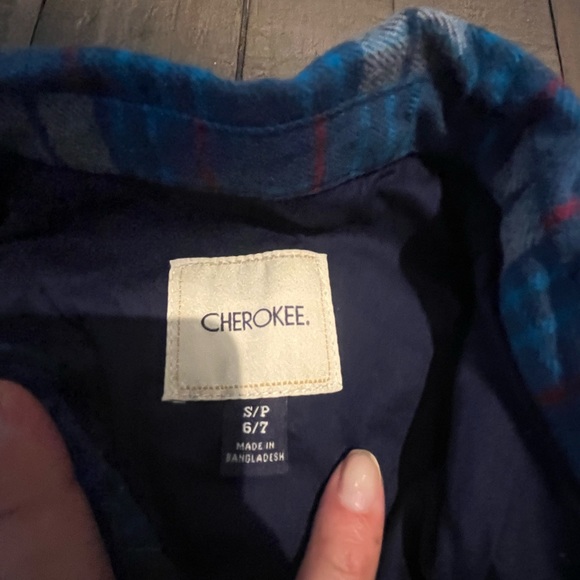 CHEROKEE.
S/P
6/7
MADE IN
BANGLADESH